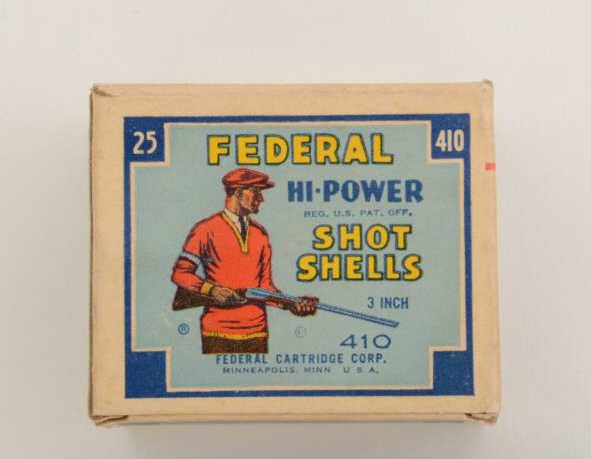 25 FEDERAL 410
HI-POWER
REG. U.S. PAT. OFF.
SHOT
SHELLS
3 INCH
® ©
410
FEDERAL CARTRIDGE CORP.
MINNEAPOLIS, MINN U.S.A.